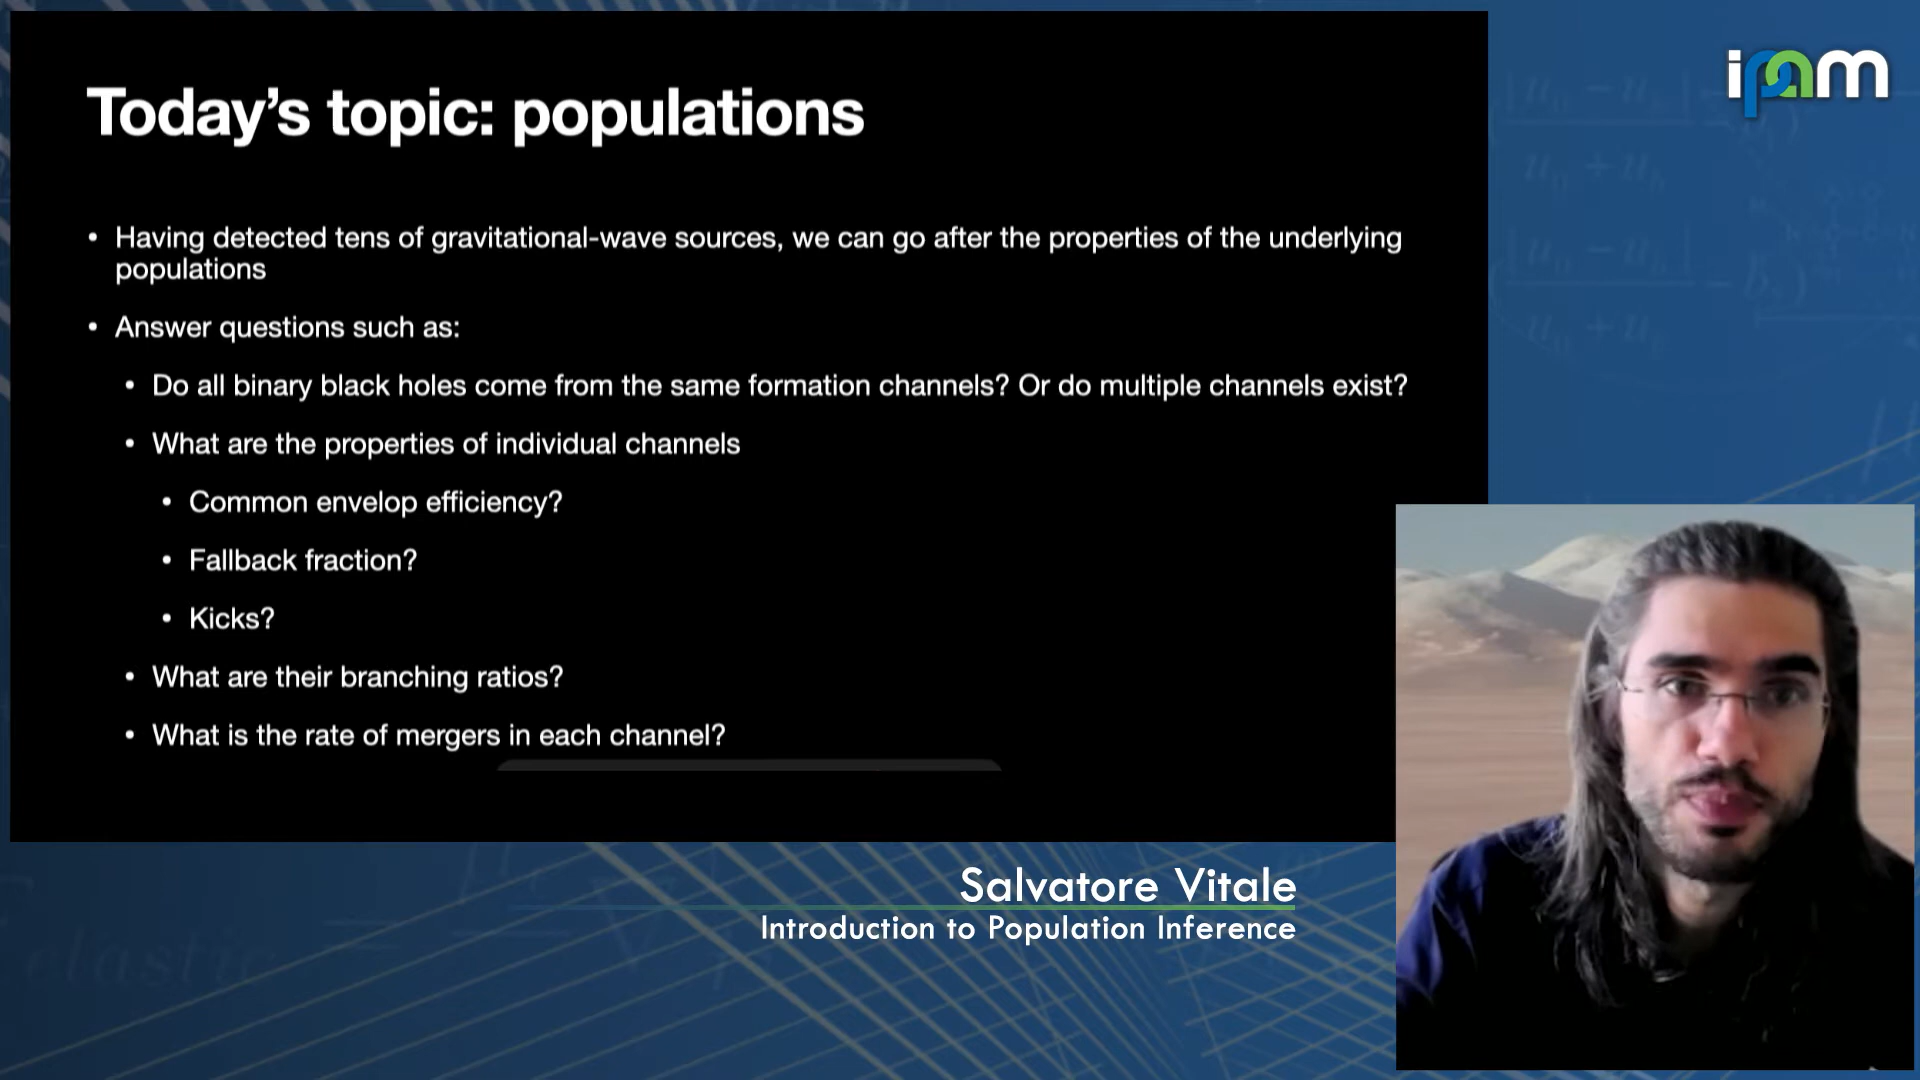 Today's topic: populations
• Having detected tens of gravitational-wave sources, we can go after the properties of the underlying
populations
• Answer questions such as:
• Do all binary black holes come from the same formation channels? Or do multiple channels exist?
• What are the properties of individual channels
• Common envelop efficiency?
• Fallback fraction?
• Kicks?
• What are their branching ratios?
• What is the rate of mergers in each channel?
ipam
Salvatore Vitale
Introduction to Population Inference
elastic